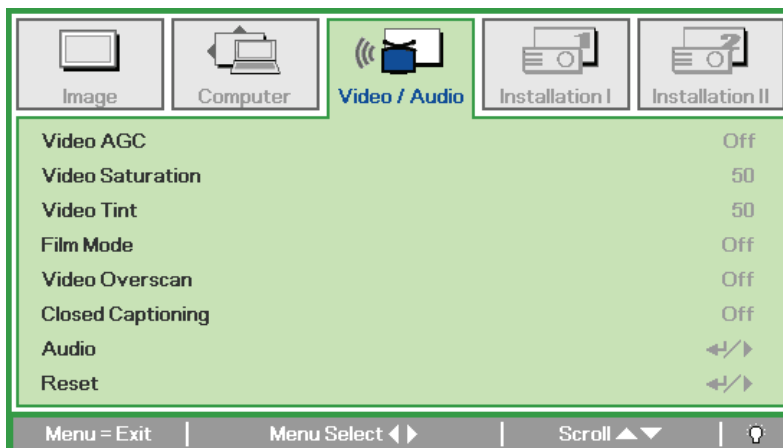 Image Computer Video / Audio Installation I Installation II
Video AGC Off
Video Saturation 50
Video Tint 50
Film Mode Off
Video Overscan Off
Closed Captioning Off
Audio ↵/▶
Reset ↵/▶
Menu = Exit | Menu Select ◀▶ | Scroll ▲▼ |